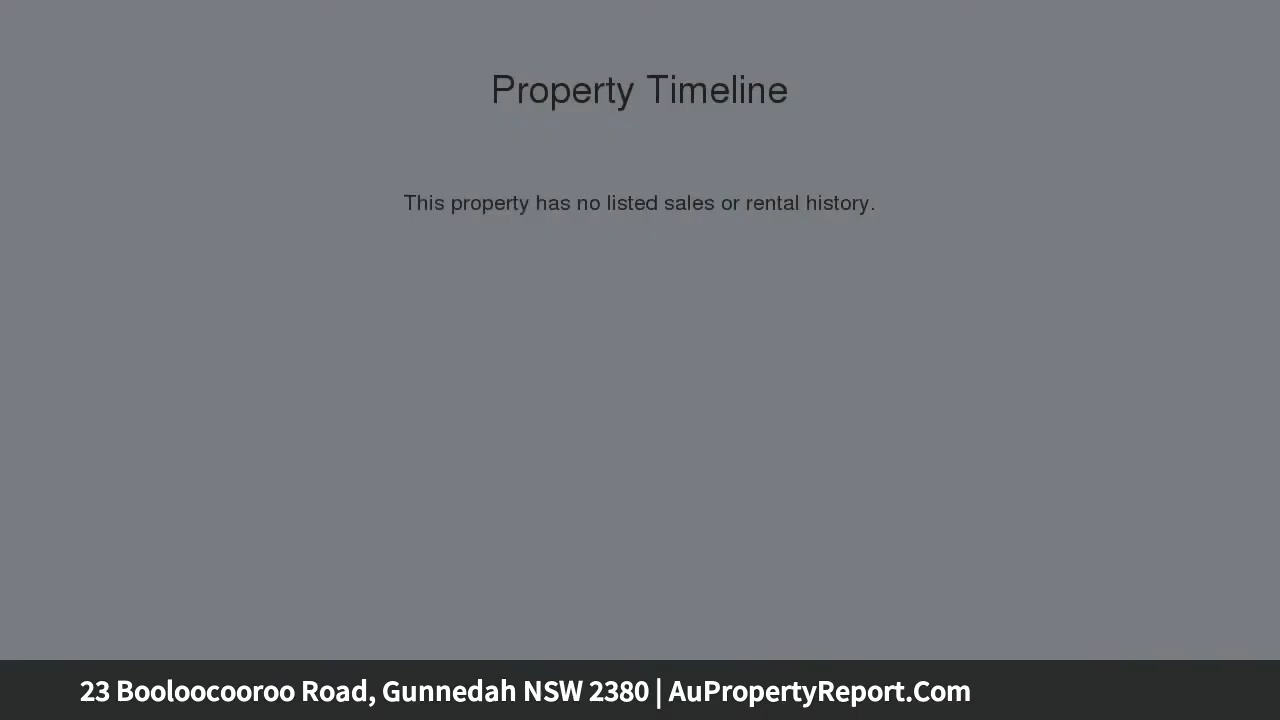 Property Timeline
This property has no listed sales or rental history.
23 Booloocooroo Road, Gunnedah NSW 2380 | AuPropertyReport.Com